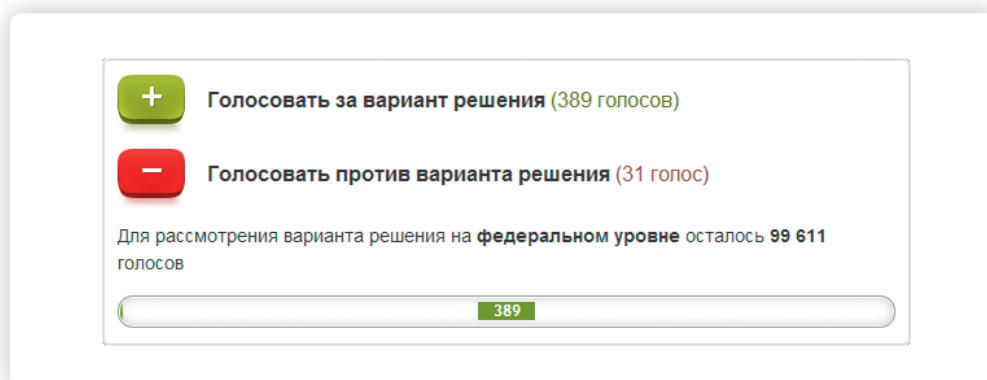 +
Голосовать за вариант решения (389 голосов)
−
Голосовать против варианта решения (31 голос)
Для рассмотрения варианта решения на федеральном уровне осталось 99 611
голосов
389